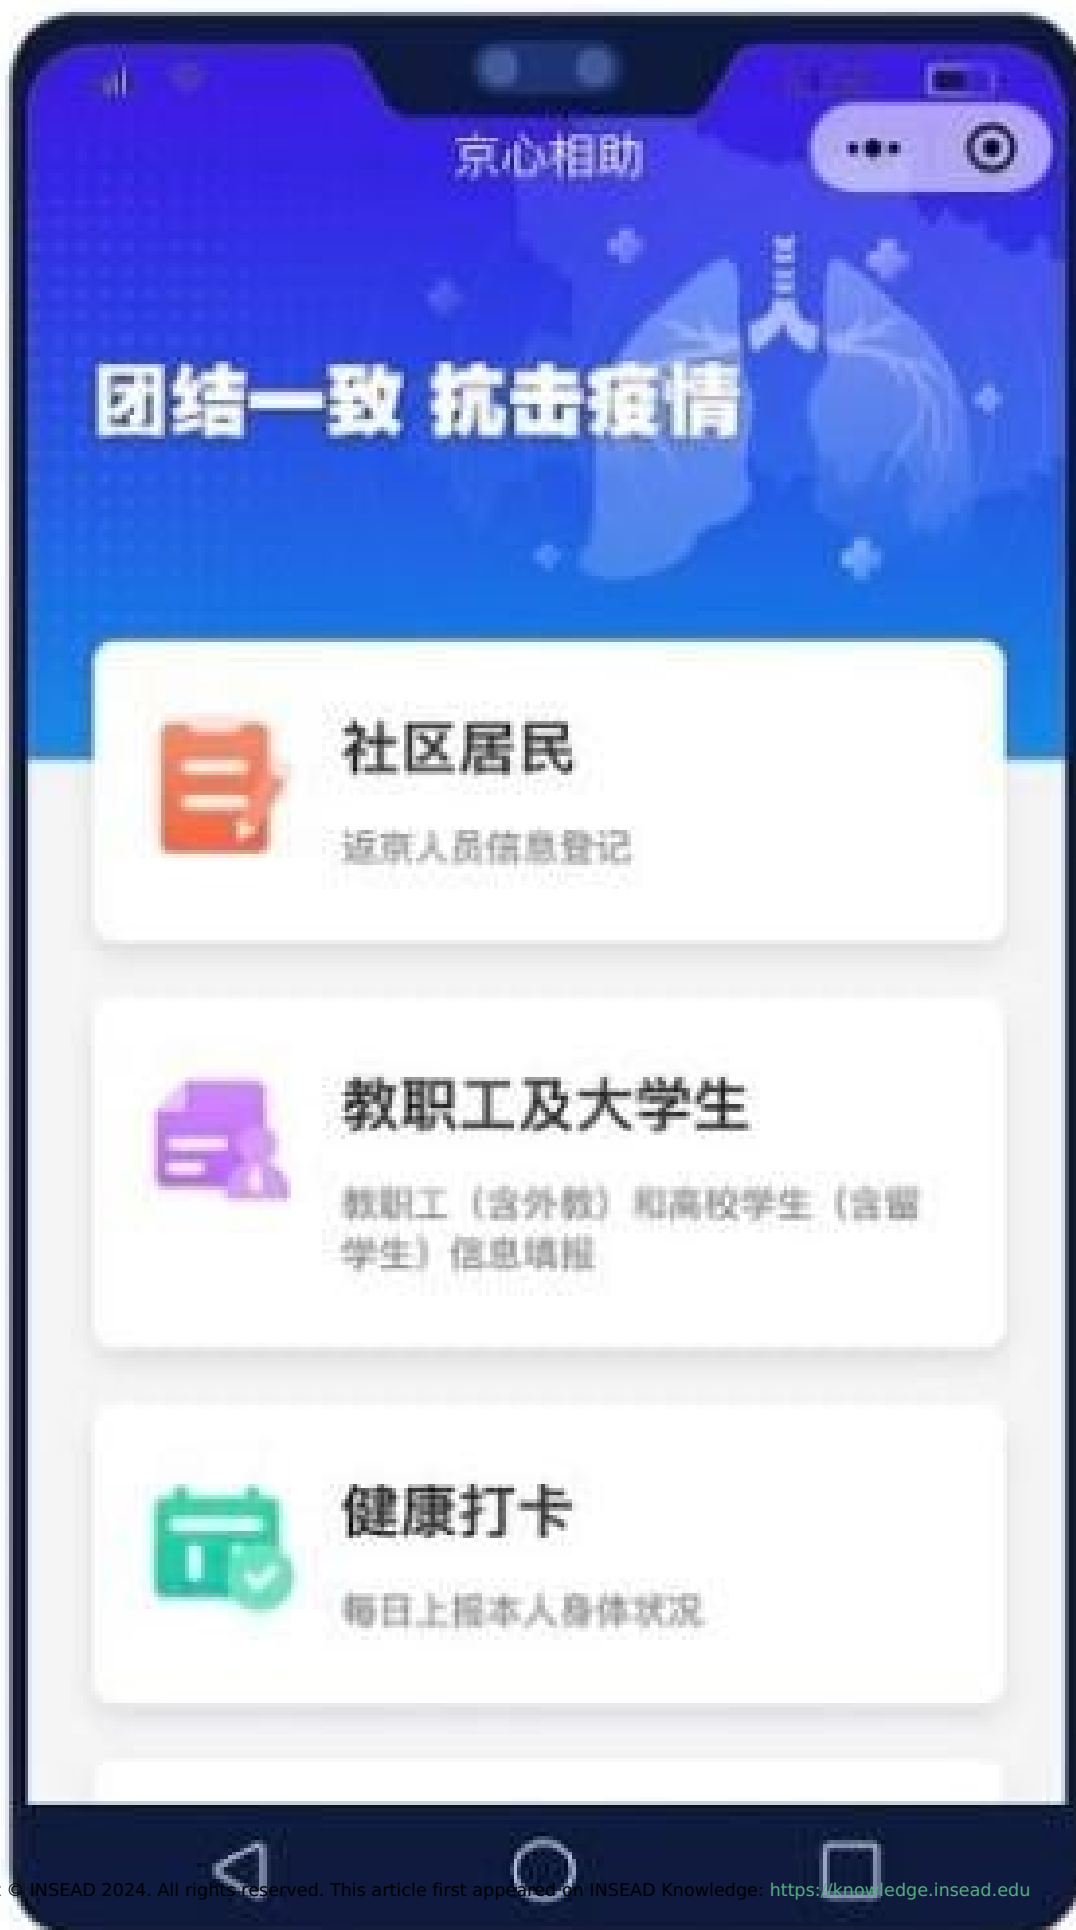 京心相助
团结一致 抗击疫情
社区居民
返京人员信息登记
教职工及大学生
教职工（含外教）和高校学生（含留
学生）信息填报
健康打卡
每日上报本人身体状况
© INSEAD 2024. All rights reserved. This article first appeared on INSEAD Knowledge: https://knowledge.insead.edu